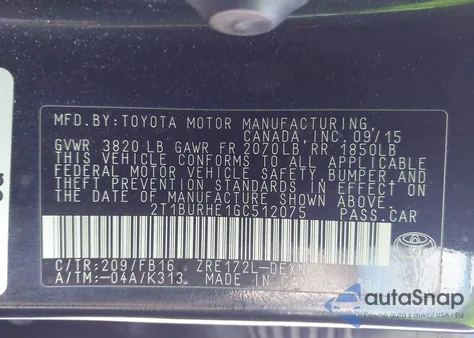 MFD.BY:TOYOTA MOTOR MANUFACTURING
CANADA,INC.09/15
GVWR 3820 LB GAWR FR 2070LB RR 1850LB
THIS VEHICLE CONFORMS TO ALL APPLICABLE
FEDERAL MOTOR VEHICLE SAFETY,BUMPER,AND
THEFT PREVENTION STANDARDS IN EFFECT ON
THE DATE OF MANUFACTURE SHOWN ABOVE.
2T1BURHE1GC512075 PASS.CAR
C/TR:209/FB16 ZRE172L-
A/TM:-04A/K313 MADE IN
TOYOTA
autoSnap